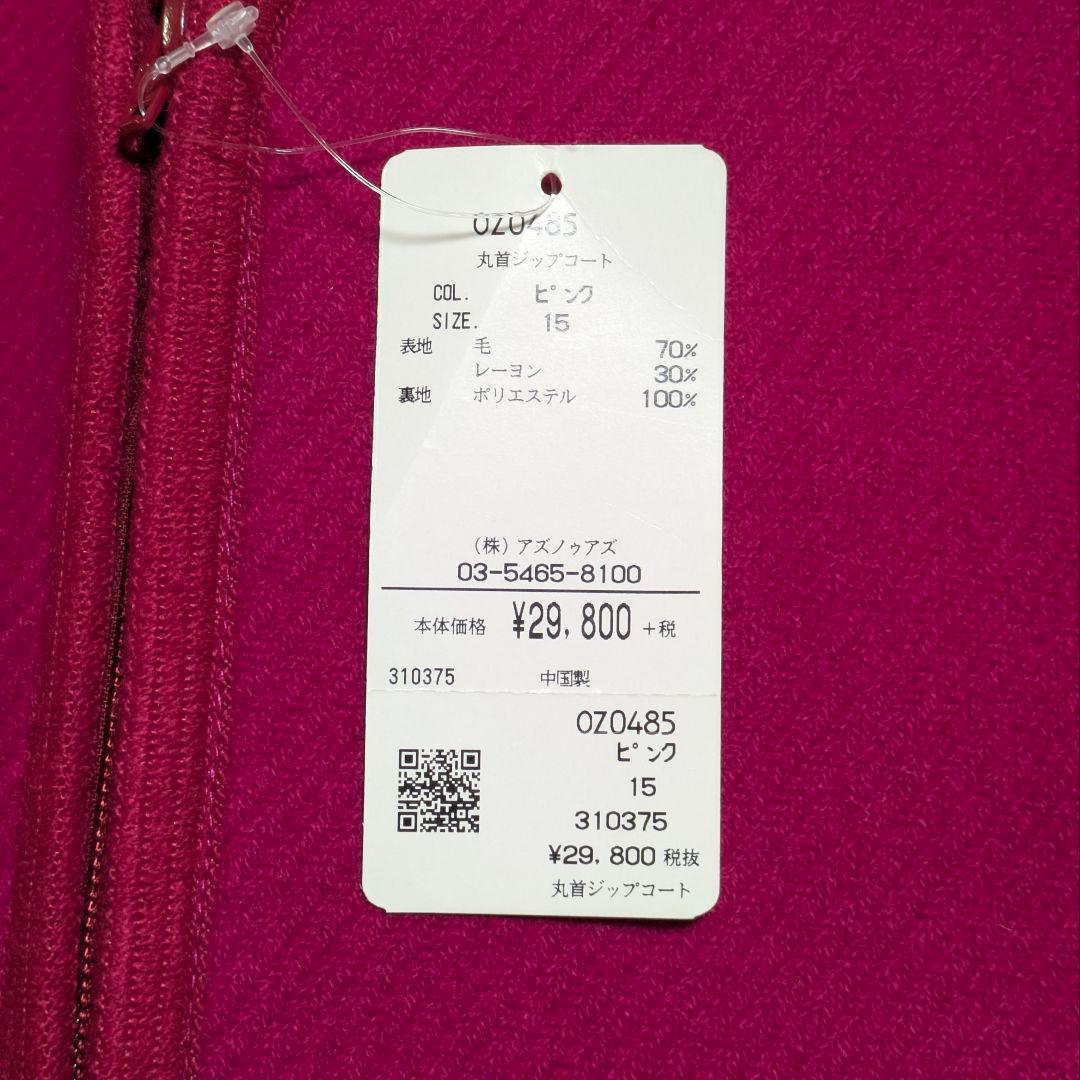 OZ0485
丸首ジップコート
COL. ピンク
SIZE. 15
表地 毛 70%
レーヨン 30%
裏地 ポリエステル 100%
(株)アズノゥアズ
03-5465-8100
本体価格 ¥29,800 +税
310375 中国製
OZ0485
ピンク
15
310375
¥29,800 税抜
丸首ジップコート